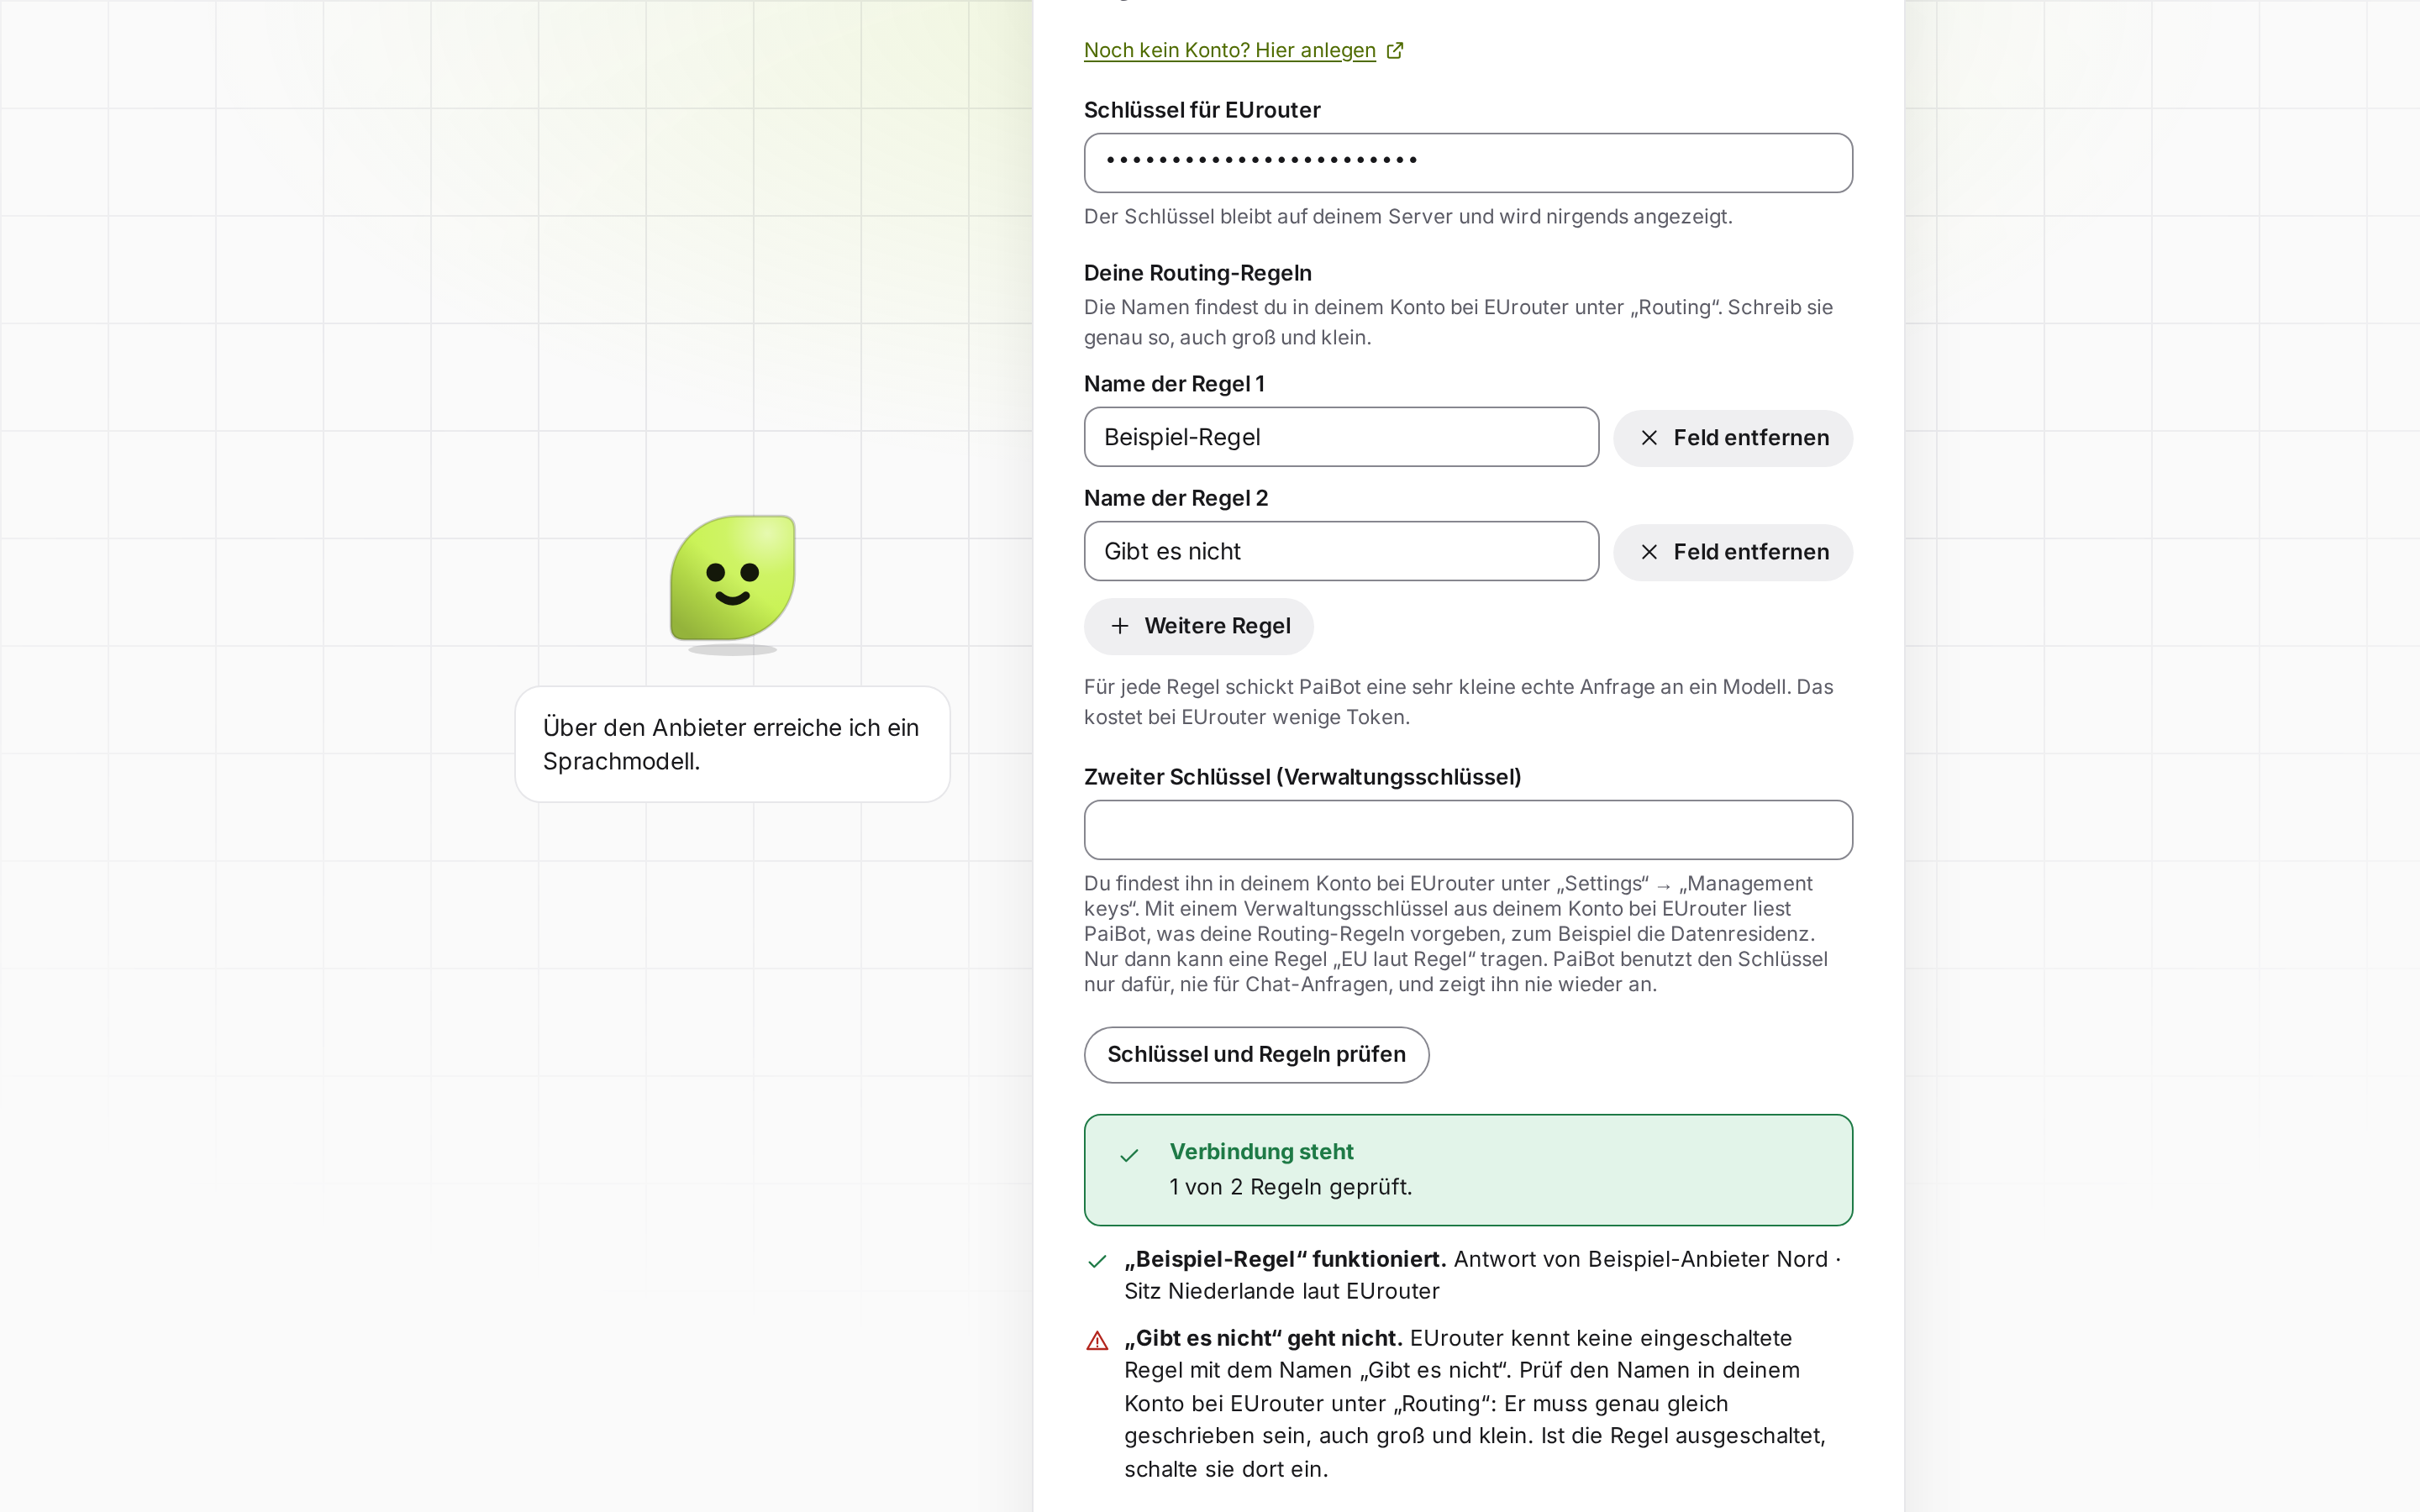 Noch kein Konto? Hier anlegen
Schlüssel für EUrouter
••••••••••••••••••••••••
Der Schlüssel bleibt auf deinem Server und wird nirgends angezeigt.
Deine Routing-Regeln
Die Namen findest du in deinem Konto bei EUrouter unter „Routing“. Schreib sie
genau so, auch groß und klein.
Name der Regel 1
Beispiel-Regel
Feld entfernen
Name der Regel 2
Gibt es nicht
Feld entfernen
Weitere Regel
Für jede Regel schickt PaiBot eine sehr kleine echte Anfrage an ein Modell. Das
kostet bei EUrouter wenige Token.
Über den Anbieter erreiche ich ein
Sprachmodell.
Zweiter Schlüssel (Verwaltungsschlüssel)
Du findest ihn in deinem Konto bei EUrouter unter „Settings“ → „Management
keys“. Mit einem Verwaltungsschlüssel aus deinem Konto bei EUrouter liest
PaiBot, was deine Routing-Regeln vorgeben, zum Beispiel die Datenresidenz.
Nur dann kann eine Regel „EU laut Regel“ tragen. PaiBot benutzt den Schlüssel
nur dafür, nie für Chat-Anfragen, und zeigt ihn nie wieder an.
Schlüssel und Regeln prüfen
Verbindung steht
1 von 2 Regeln geprüft.
„Beispiel-Regel“ funktioniert. Antwort von Beispiel-Anbieter Nord ·
Sitz Niederlande laut EUrouter
„Gibt es nicht“ geht nicht. EUrouter kennt keine eingeschaltete
Regel mit dem Namen „Gibt es nicht“. Prüf den Namen in deinem
Konto bei EUrouter unter „Routing“: Er muss genau gleich
geschrieben sein, auch groß und klein. Ist die Regel ausgeschaltet,
schalte sie dort ein.